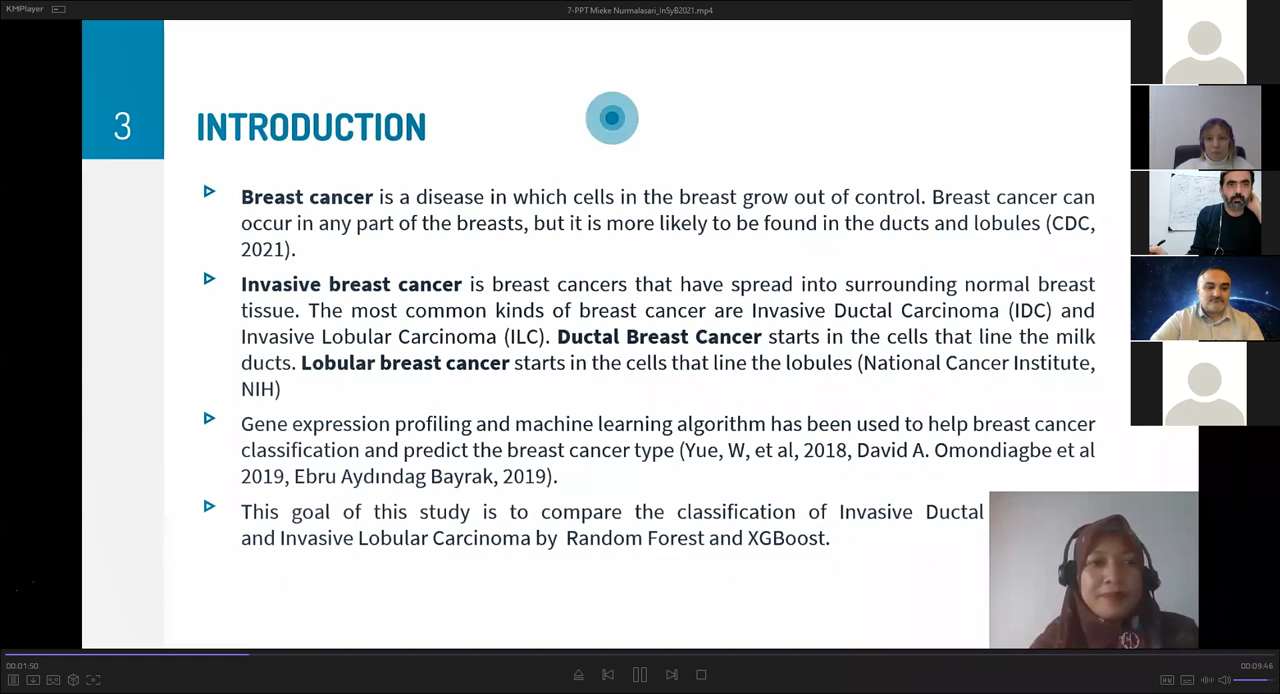 KMPlayer
7-PPT Mieke Nurmalasari_InSyB2021.mp4
3
INTRODUCTION
Breast cancer is a disease in which cells in the breast grow out of control. Breast cancer can
occur in any part of the breasts, but it is more likely to be found in the ducts and lobules (CDC,
2021).
Invasive breast cancer is breast cancers that have spread into surrounding normal breast
tissue. The most common kinds of breast cancer are Invasive Ductal Carcinoma (IDC) and
Invasive Lobular Carcinoma (ILC). Ductal Breast Cancer starts in the cells that line the milk
ducts. Lobular breast cancer starts in the cells that line the lobules (National Cancer Institute,
NIH)
Gene expression profiling and machine learning algorithm has been used to help breast cancer
classification and predict the breast cancer type (Yue, W, et al, 2018, David A. Omondiagbe et al
2019, Ebru Aydındag Bayrak, 2019).
This goal of this study is to compare the classification of Invasive Ductal
and Invasive Lobular Carcinoma by Random Forest and XGBoost.
00:01:50
00:09:46